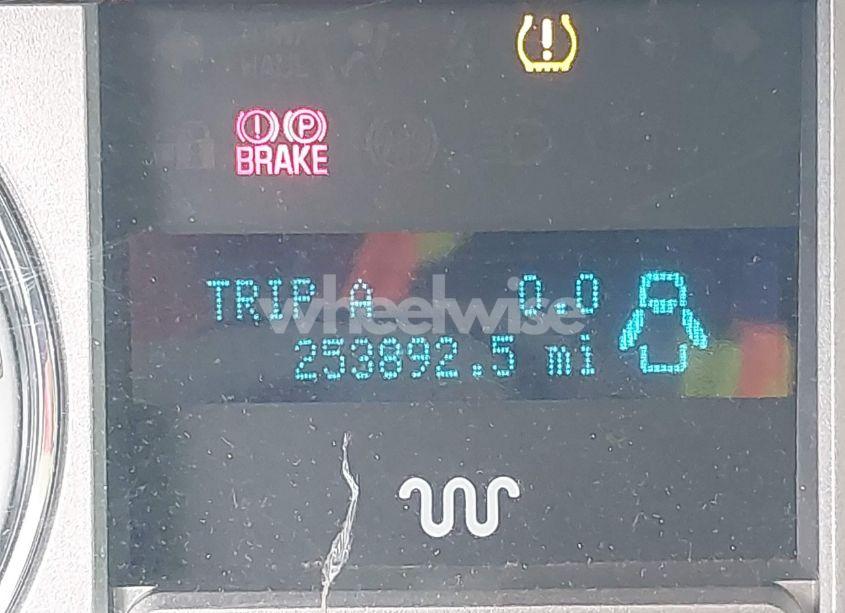 !
! P
BRAKE
TRIP A 0.0
wheelwise
253892.5 mi